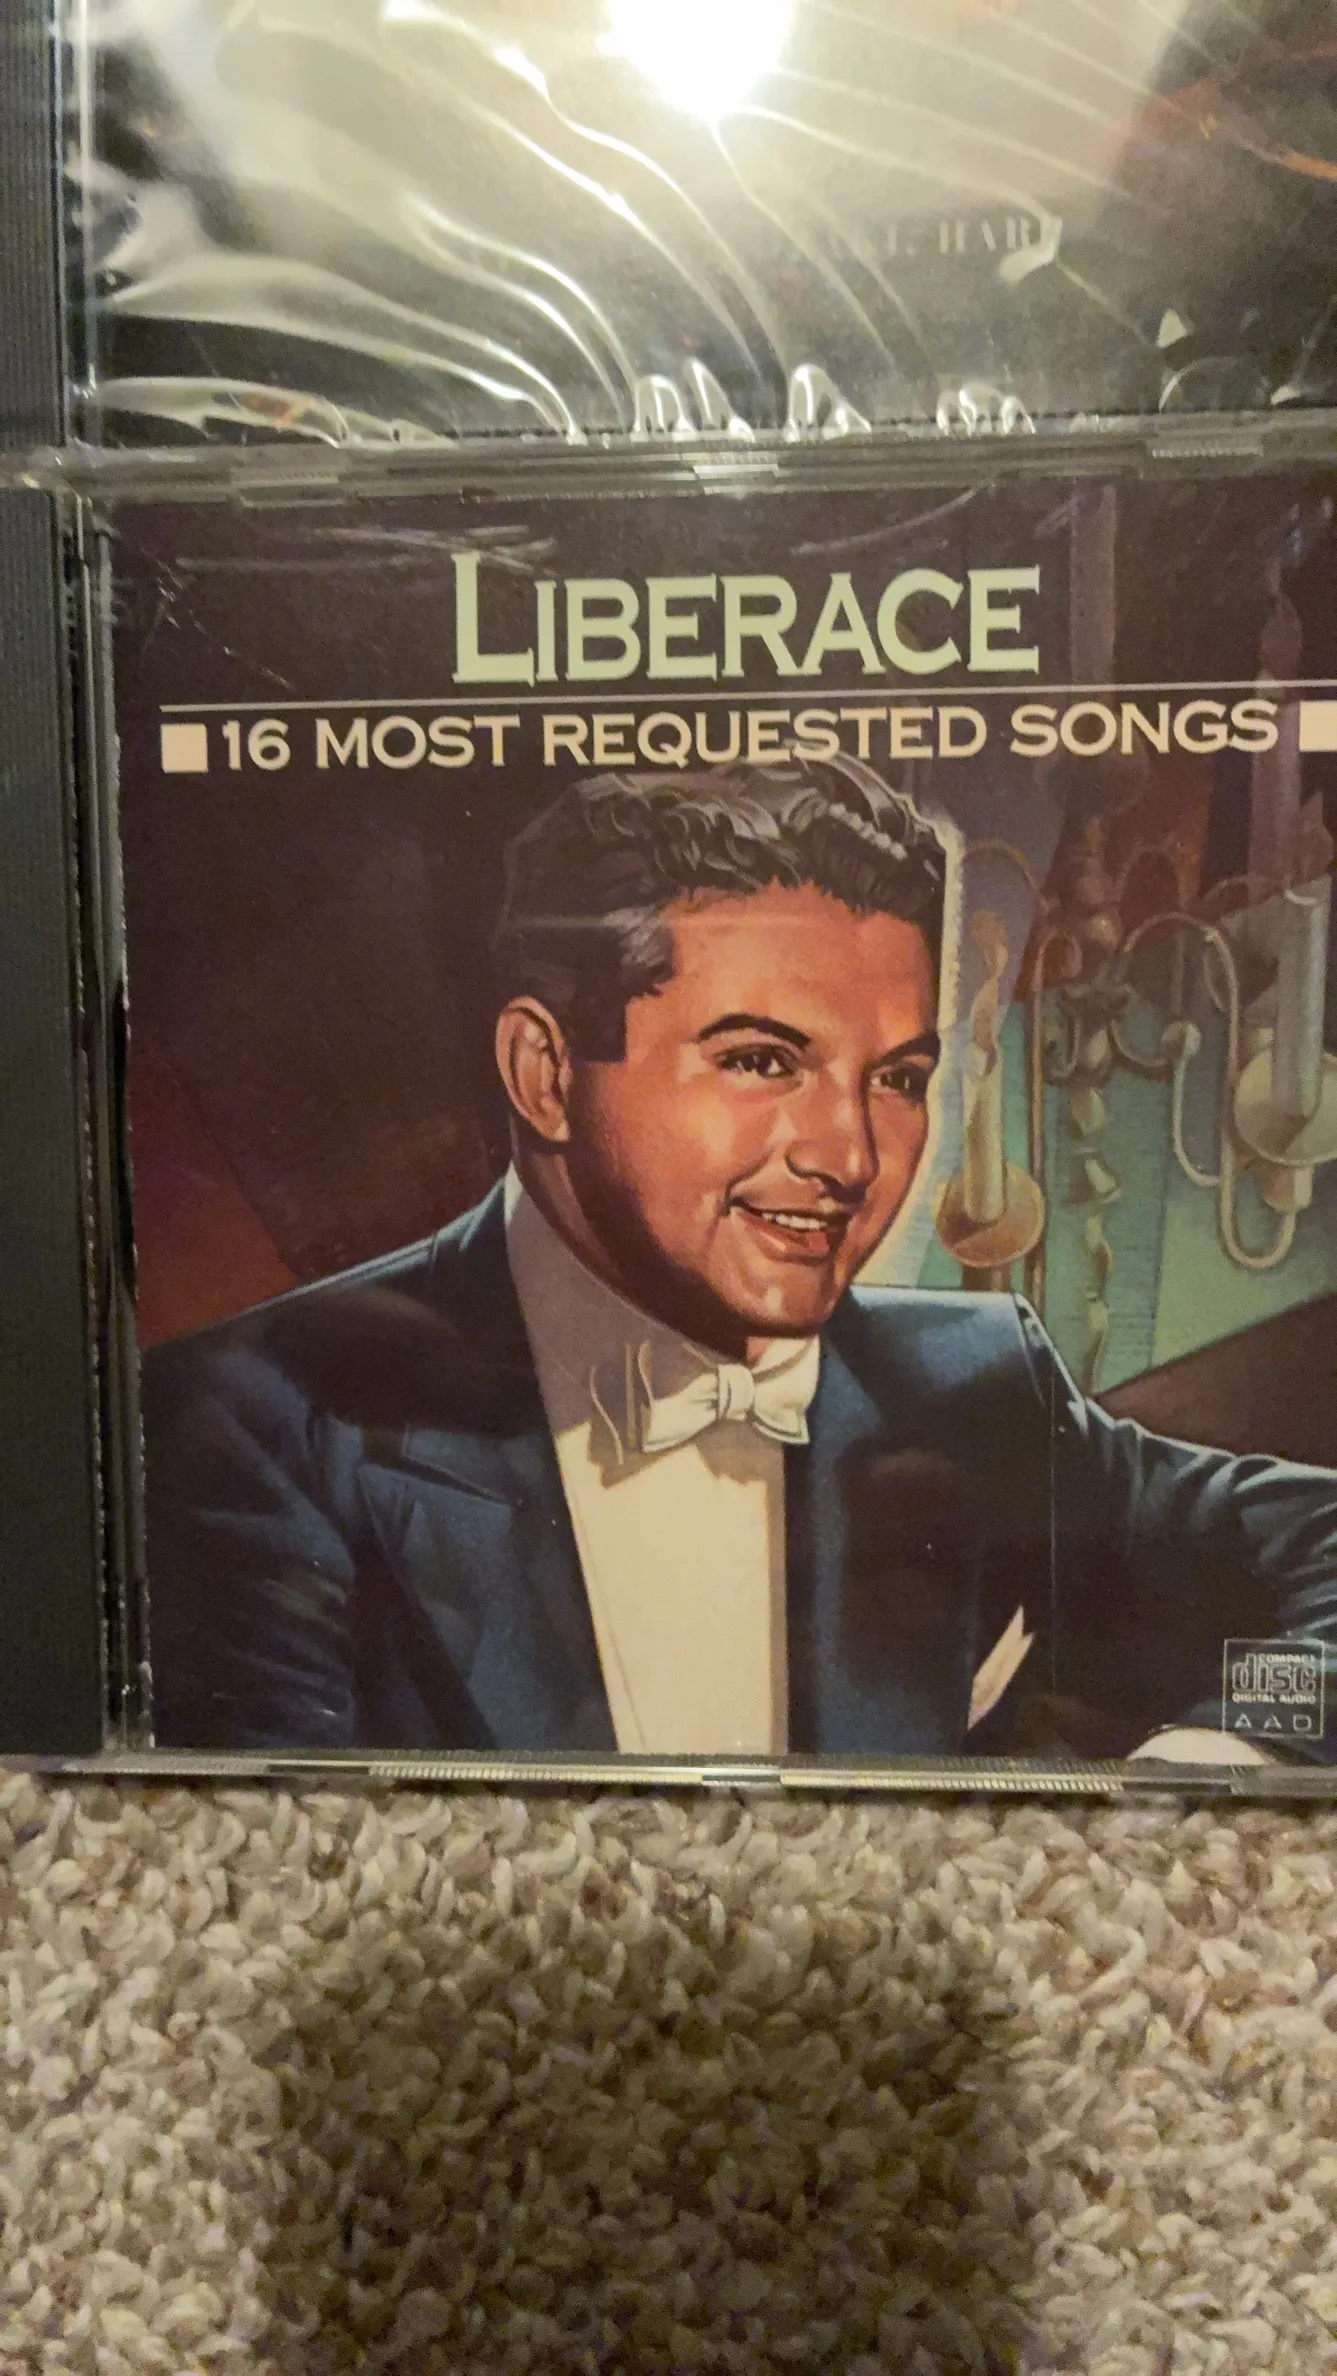 LIBERACE
16 MOST REQUESTED SONGS
COMPACT
disc
DIGITAL AUDIO
AAD